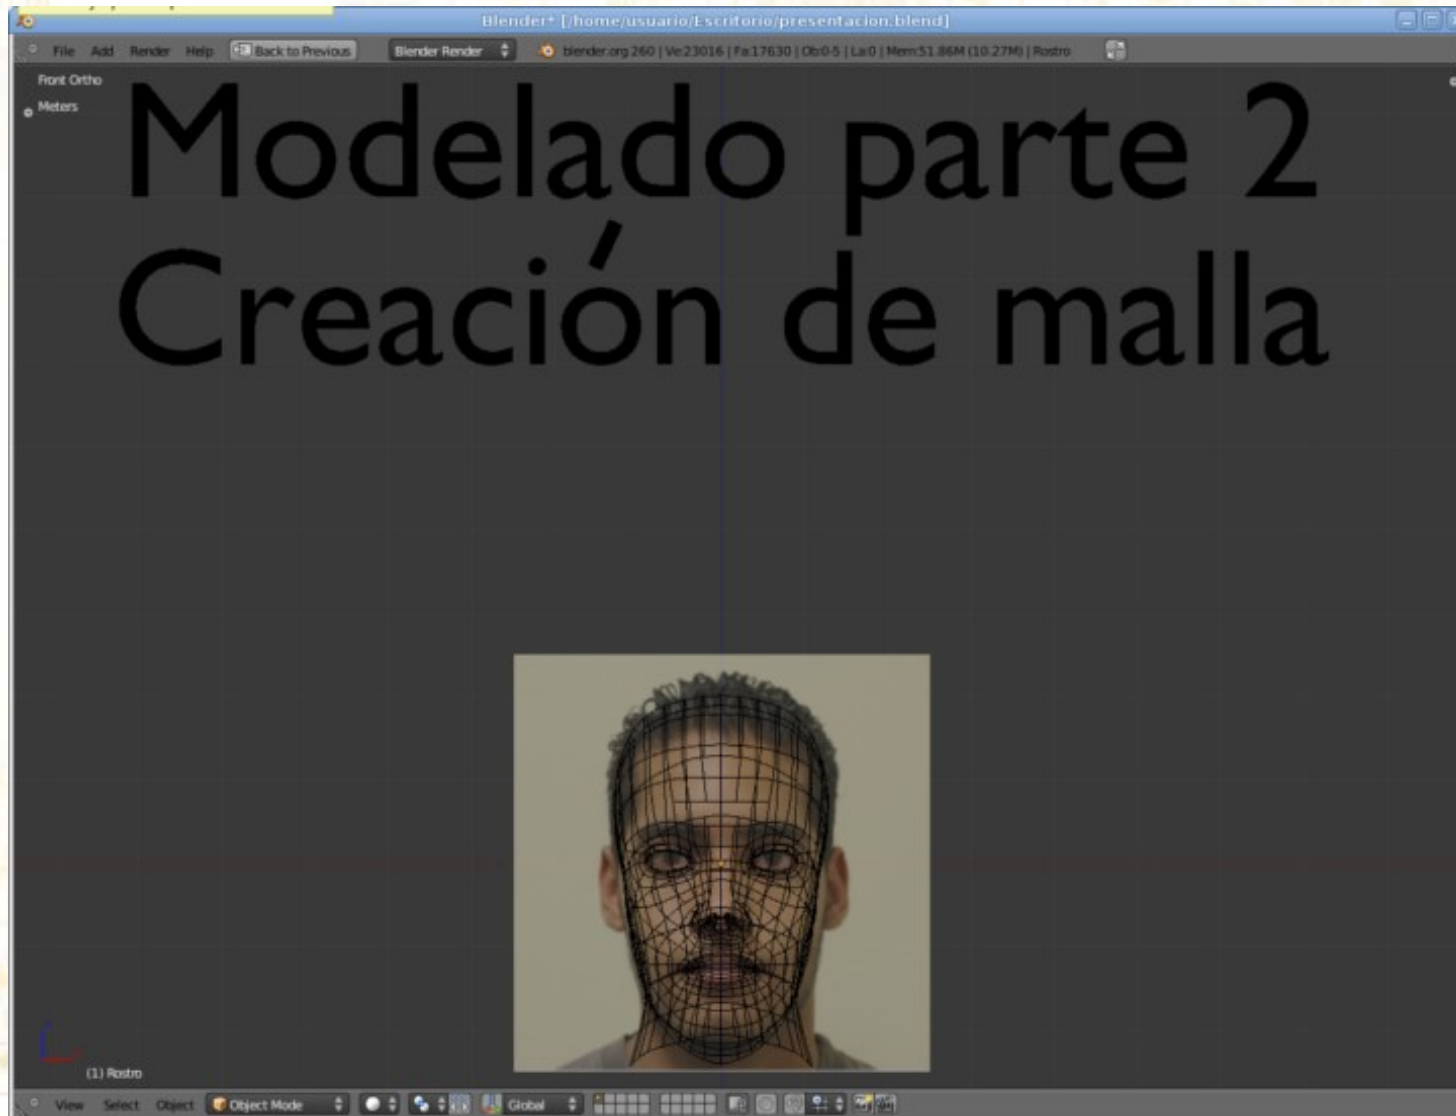 Blender* [/home/usuario/Escritorio/presentacion.blend]
File Add Render Help Back to Previous Blender Render blender.org 260 | Ve:23016 | Fa:17630 | Ob:0-5 | La:0 | Mem:51.86M (10.27M) | Rostro
Front Ortho
Meters
Modelado parte 2
Creación de malla
(1) Rostro
View Select Object Object Mode Global